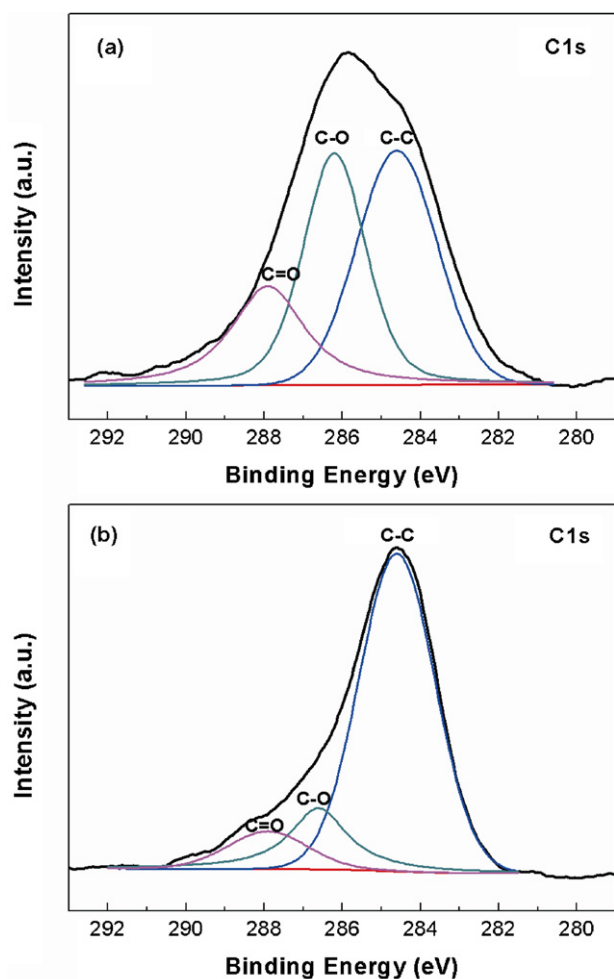 (a) C1s
C-O C-C
C=O
Intensity (a.u.)
292 290 288 286 284 282 280
Binding Energy (eV)
(b) C-C C1s
C-O
C=O
Intensity (a.u.)
292 290 288 286 284 282 280
Binding Energy (eV)